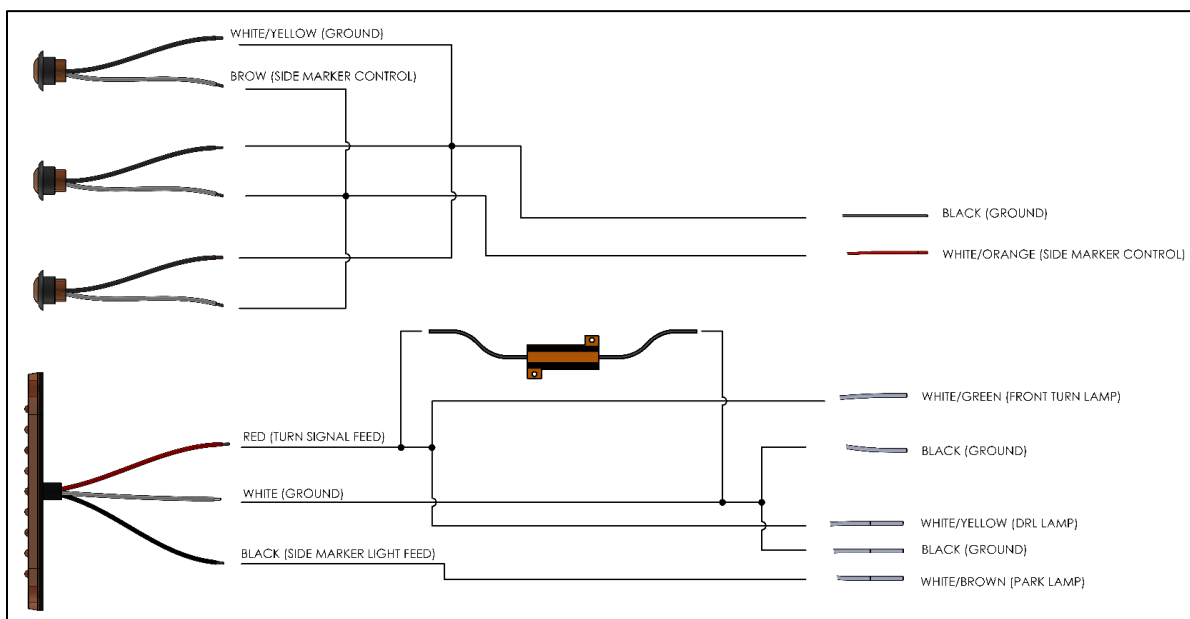 WHITE/YELLOW (GROUND)
BROW (SIDE MARKER CONTROL)
BLACK (GROUND)
WHITE/ORANGE (SIDE MARKER CONTROL)
WHITE/GREEN (FRONT TURN LAMP)
RED (TURN SIGNAL FEED)
BLACK (GROUND)
WHITE (GROUND)
WHITE/YELLOW (DRL LAMP)
BLACK (SIDE MARKER LIGHT FEED)
BLACK (GROUND)
WHITE/BROWN (PARK LAMP)